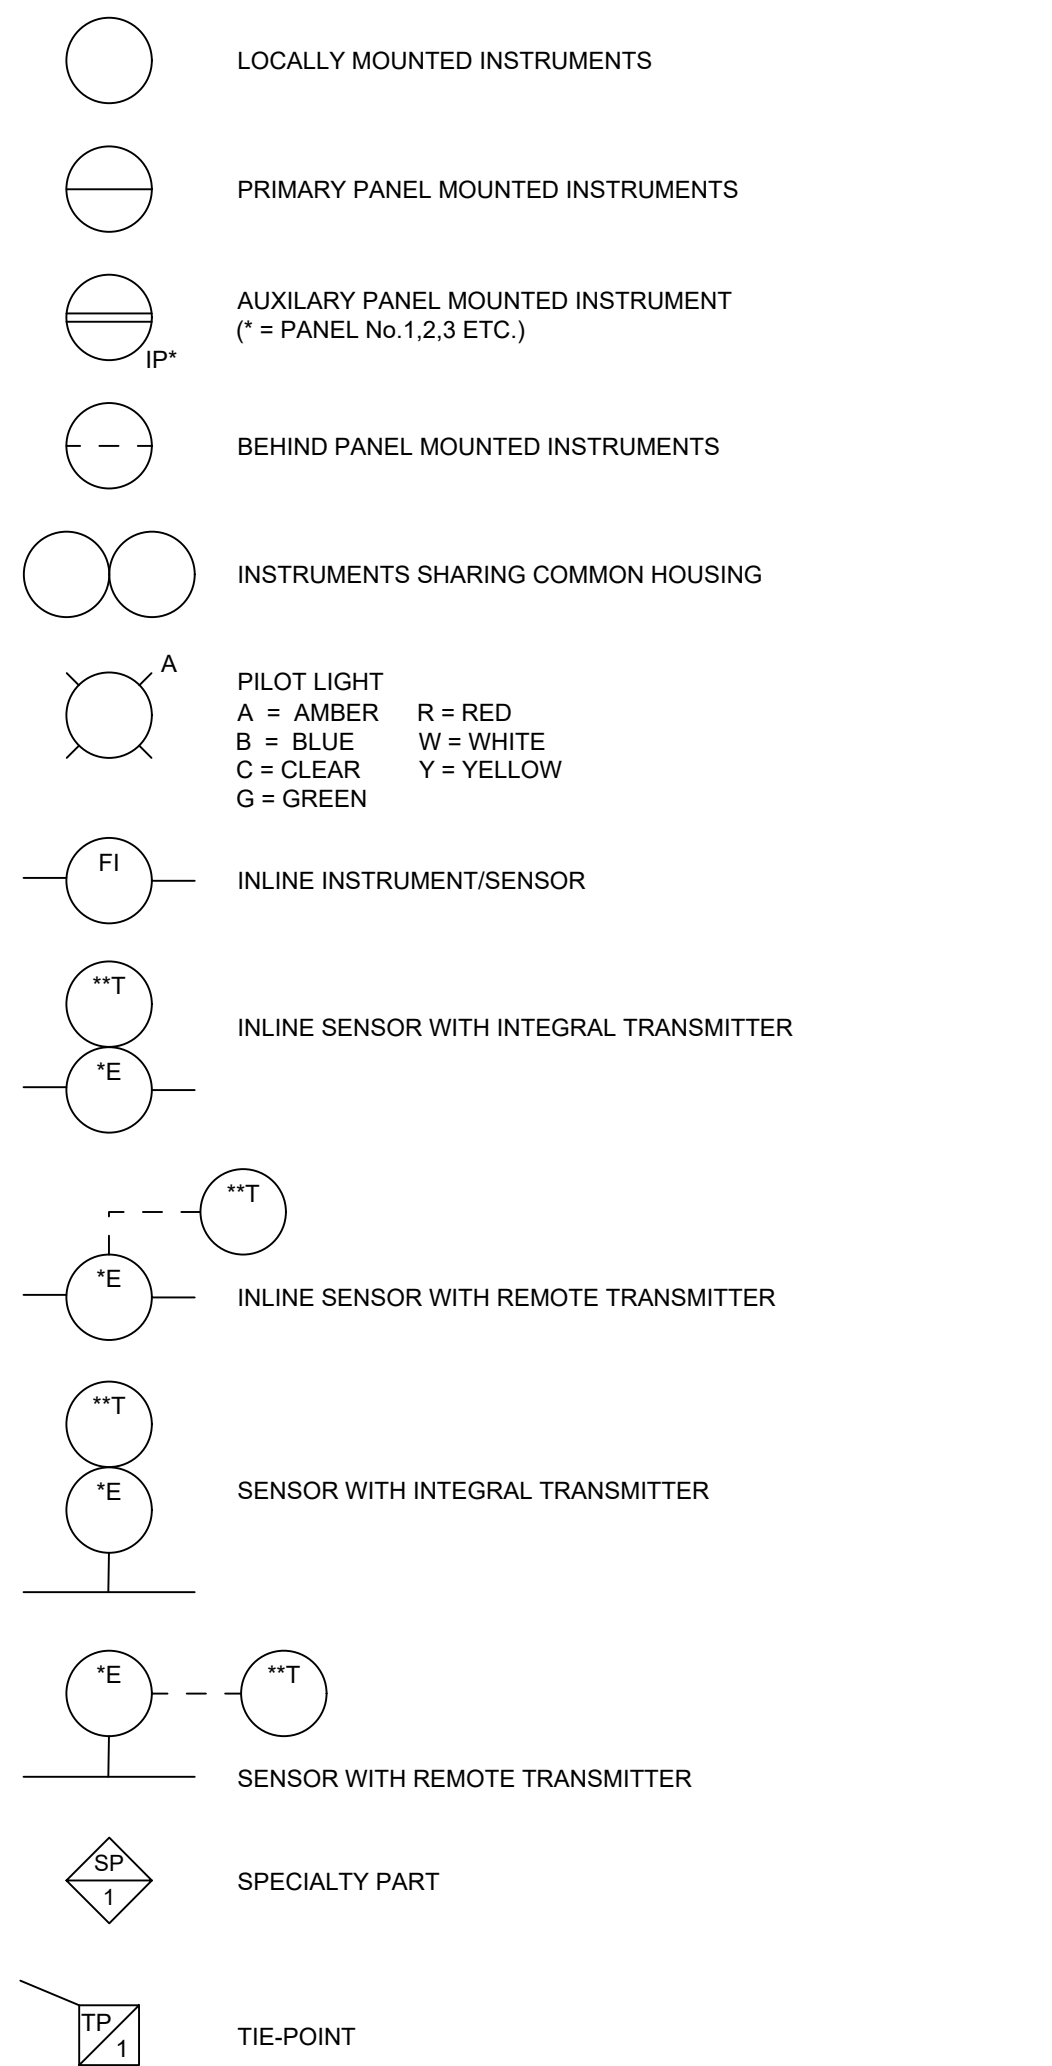 LOCALLY MOUNTED INSTRUMENTS
PRIMARY PANEL MOUNTED INSTRUMENTS
AUXILARY PANEL MOUNTED INSTRUMENT
(* = PANEL No.1,2,3 ETC.)
IP*
BEHIND PANEL MOUNTED INSTRUMENTS
INSTRUMENTS SHARING COMMON HOUSING
A
PILOT LIGHT
A = AMBER R = RED
B = BLUE W = WHITE
C = CLEAR Y = YELLOW
G = GREEN
FI
INLINE INSTRUMENT/SENSOR
**T
INLINE SENSOR WITH INTEGRAL TRANSMITTER
*E
**T
*E
INLINE SENSOR WITH REMOTE TRANSMITTER
**T
*E
SENSOR WITH INTEGRAL TRANSMITTER
*E **T
SENSOR WITH REMOTE TRANSMITTER
SP
1
SPECIALTY PART
TP
1
TIE-POINT